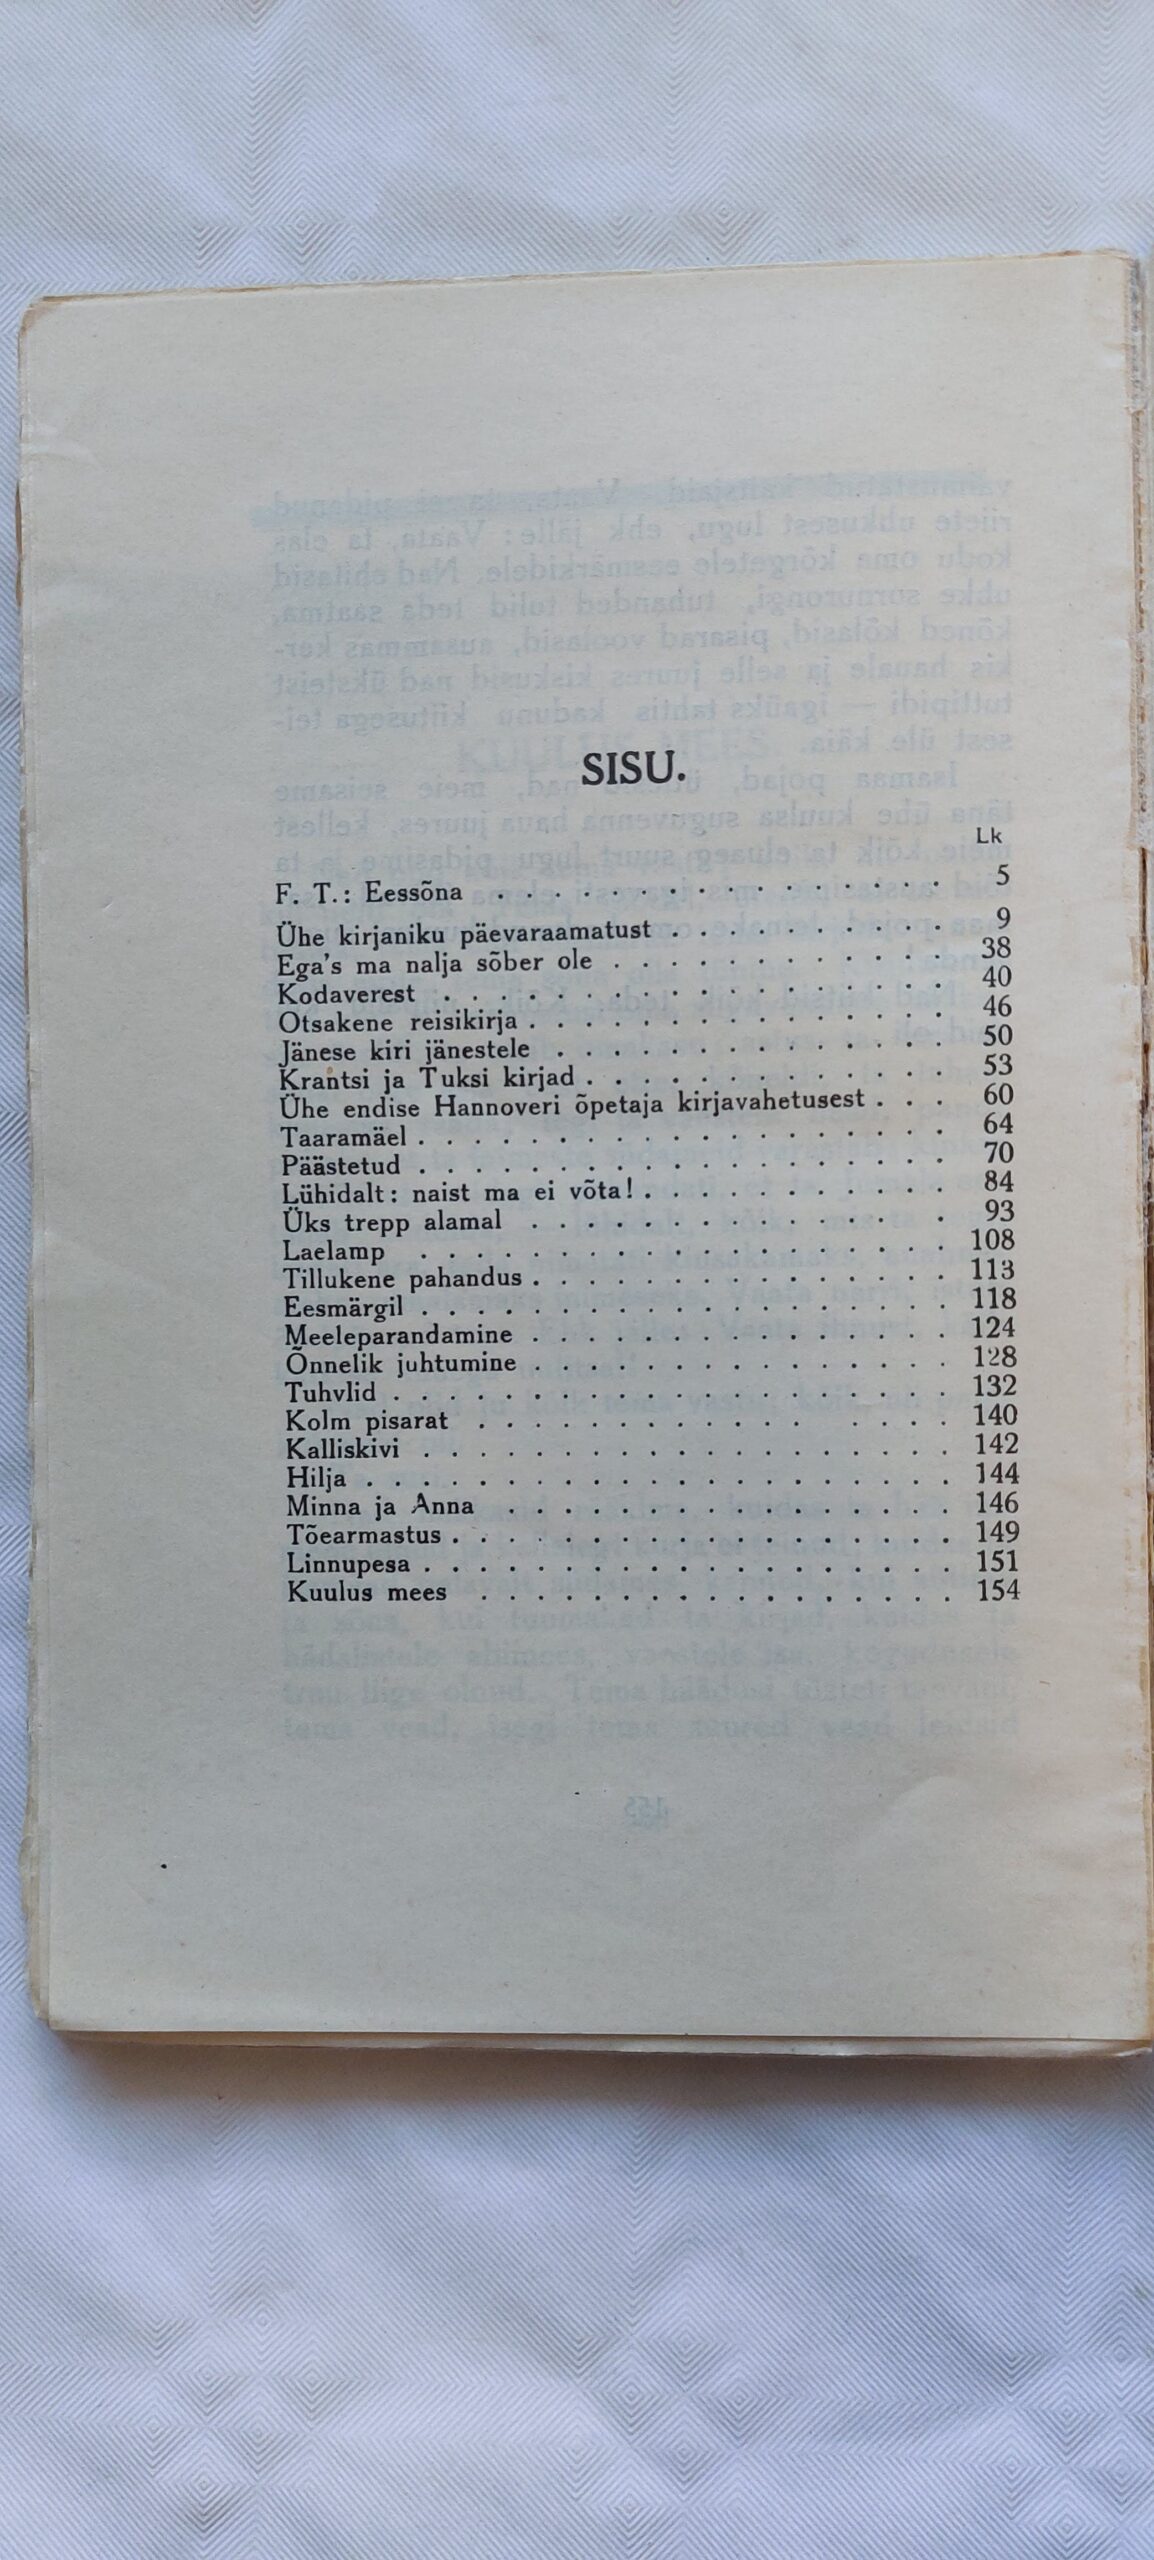 SISU.
Lk
F. T.: Eessõna . . . . . . . . . . . . . . . . 5
Ühe kirjaniku päevaraamatust . . . . . . . . . . 9
Ega's ma nalja sõber ole . . . . . . . . . . . . 38
Kodaverest . . . . . . . . . . . . . . . . . . 40
Otsakene reisikirja . . . . . . . . . . . . . . . 46
Jänese kiri jänestele . . . . . . . . . . . . . . 50
Krantsi ja Tuksi kirjad . . . . . . . . . . . . . 53
Ühe endise Hannoveri õpetaja kirjavahetusest . . . 60
Taaramäel . . . . . . . . . . . . . . . . . . . 64
Päästetud . . . . . . . . . . . . . . . . . . . 70
Lühidalt: naist ma ei võta! . . . . . . . . . . . 84
Üks trepp alamal . . . . . . . . . . . . . . . 93
Laelamp . . . . . . . . . . . . . . . . . . . 108
Tillukene pahandus . . . . . . . . . . . . . . . 113
Eesmärgil . . . . . . . . . . . . . . . . . . . 118
Meeleparandamine . . . . . . . . . . . . . . . 124
Õnnelik juhtumine . . . . . . . . . . . . . . . 128
Tuhvlid . . . . . . . . . . . . . . . . . . . . 132
Kolm pisarat . . . . . . . . . . . . . . . . . 140
Kalliskivi . . . . . . . . . . . . . . . . . . . 142
Hilja . . . . . . . . . . . . . . . . . . . . . 144
Minna ja Anna . . . . . . . . . . . . . . . . 146
Tõearmastus . . . . . . . . . . . . . . . . . . 149
Linnupesa . . . . . . . . . . . . . . . . . . . 151
Kuulus mees . . . . . . . . . . . . . . . . . 154